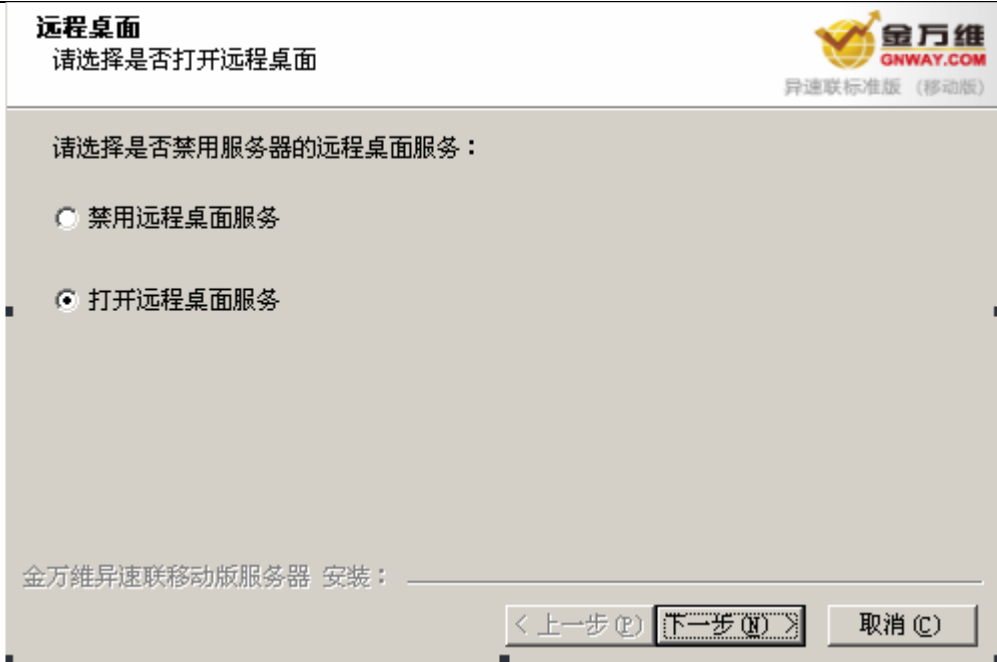 远程桌面
请选择是否打开远程桌面
金万维
GNWAY.COM
异速联标准版 (移动版)
请选择是否禁用服务器的远程桌面服务：
禁用远程桌面服务
打开远程桌面服务
金万维异速联移动版服务器 安装：
< 上一步(P) 下一步(N) > 取消(C)